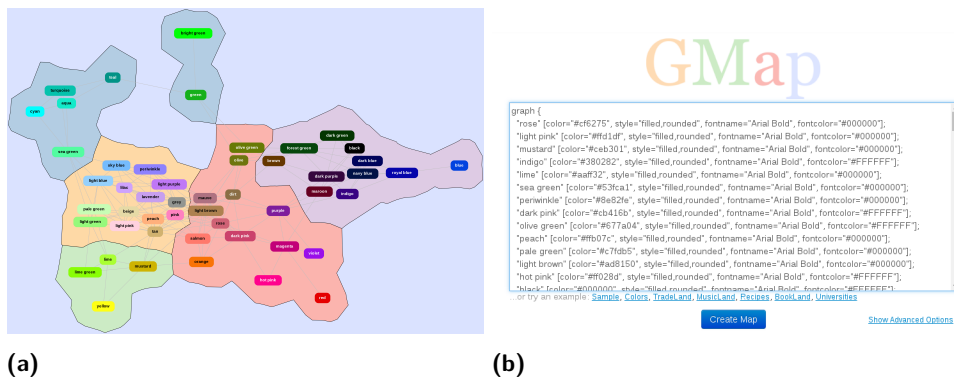 bright green
teal
turquoise
aqua
cyan
green
sea green
dark green
olive green
forest green
black
olive
brown
dark blue
sky blue
periwinkle
blue
royal blue
navy blue
dark purple
light blue
light purple
lilac
maroon
indigo
lavender
mauve
dirt
grey
pale green
beige
light brown
purple
pink
peach
light green
light pink
rose
tan
dark pink
salmon
magenta
violet
lime
orange
mustard
lime green
hot pink
red
yellow
(a)
GMap
graph {
"rose" [color="#cf6275", style="filled,rounded", fontname="Arial Bold", fontcolor="#000000"];
"light pink" [color="#ffd1df", style="filled,rounded", fontname="Arial Bold", fontcolor="#000000"];
"mustard" [color="#ceb301", style="filled,rounded", fontname="Arial Bold", fontcolor="#000000"];
"indigo" [color="#380282", style="filled,rounded", fontname="Arial Bold", fontcolor="#FFFFFF"];
"lime" [color="#aaff32", style="filled,rounded", fontname="Arial Bold", fontcolor="#000000"];
"sea green" [color="#53fca1", style="filled,rounded", fontname="Arial Bold", fontcolor="#000000"];
"periwinkle" [color="#8e82fe", style="filled,rounded", fontname="Arial Bold", fontcolor="#000000"];
"dark pink" [color="#cb416b", style="filled,rounded", fontname="Arial Bold", fontcolor="#FFFFFF"];
"olive green" [color="#677a04", style="filled,rounded", fontname="Arial Bold", fontcolor="#FFFFFF"];
"peach" [color="#ffb07c", style="filled,rounded", fontname="Arial Bold", fontcolor="#000000"];
"pale green" [color="#c7fdb5", style="filled,rounded", fontname="Arial Bold", fontcolor="#000000"];
"light brown" [color="#ad8150", style="filled,rounded", fontname="Arial Bold", fontcolor="#000000"];
"hot pink" [color="#ff028d", style="filled,rounded", fontname="Arial Bold", fontcolor="#FFFFFF"];
"black" [color="#000000", style="filled,rounded", fontname="Arial Bold", fontcolor="#FFFFFF"];
...or try an example: Sample, Colors, TradeLand, MusicLand, Recipes, BookLand, Universities
Create Map
Show Advanced Options
(b)